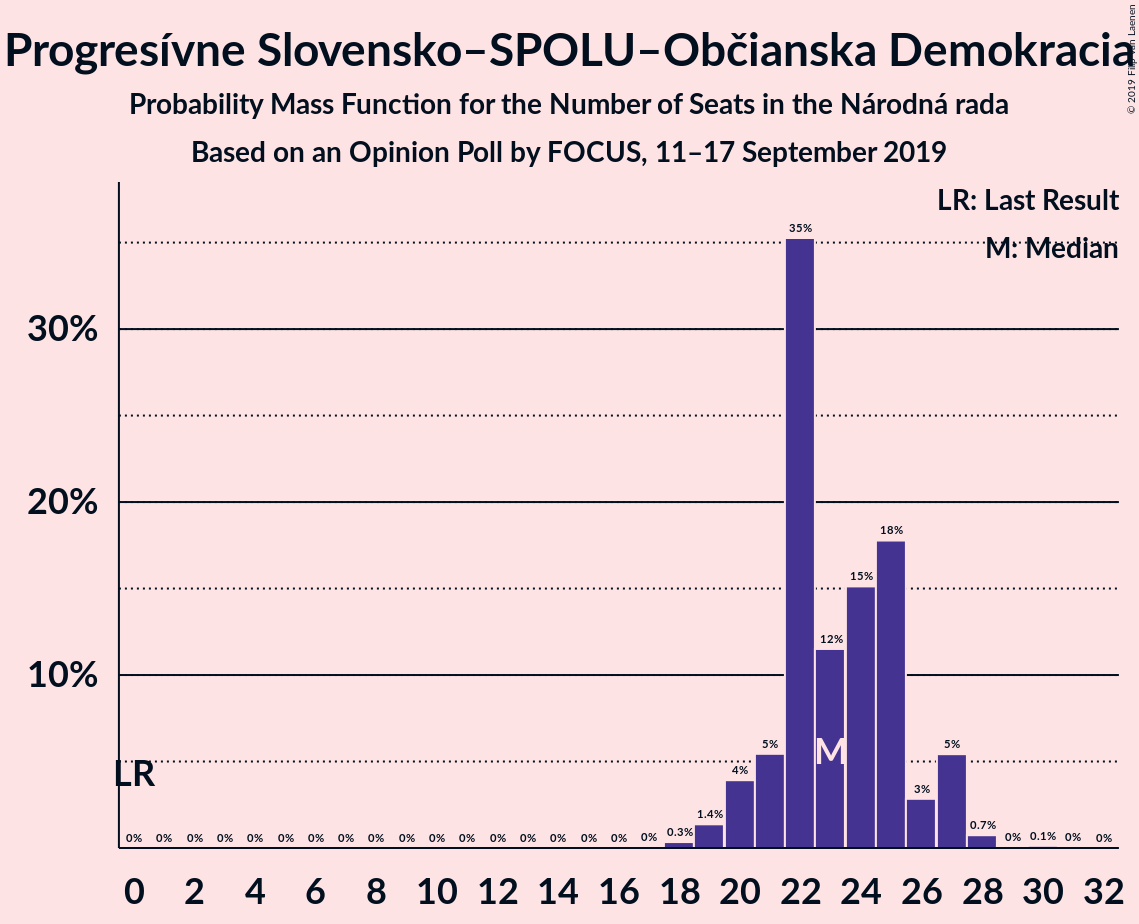 Progresívne Slovensko–SPOLU–Občianska Demokracia
Probability Mass Function for the Number of Seats in the Národná rada
Based on an Opinion Poll by FOCUS, 11–17 September 2019
© 2019 Filip van Laenen
LR: Last Result
M: Median
30%
20%
10%
LR
M
0% 0% 0% 0% 0% 0% 0% 0% 0% 0% 0% 0% 0% 0% 0% 0% 0% 0% 0.3% 1.4% 4% 5% 35% 12% 15% 18% 3% 5% 0.7% 0% 0.1% 0% 0%
0 2 4 6 8 10 12 14 16 18 20 22 24 26 28 30 32